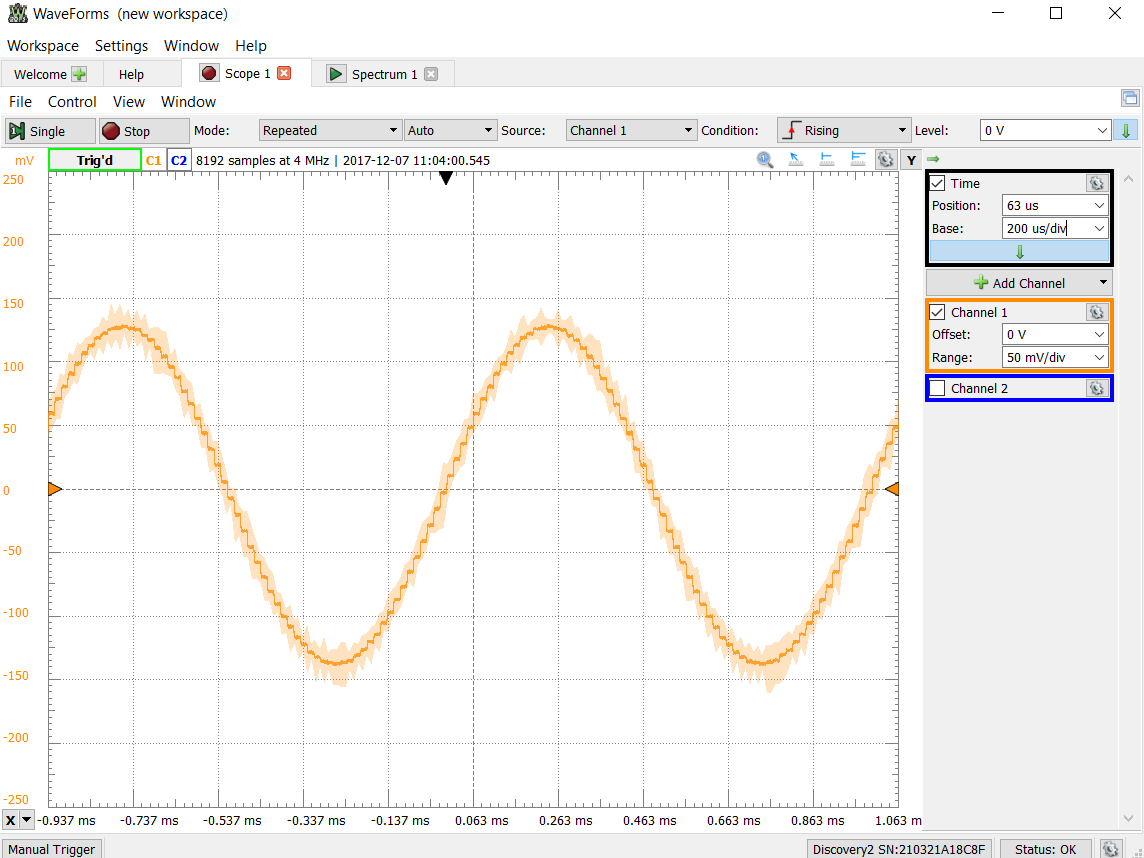 WaveForms (new workspace)
Workspace Settings Window Help
Welcome Help Scope 1 Spectrum 1
File Control View Window
Single Stop Mode: Repeated Auto Source: Channel 1 Condition: Rising Level: 0 V
mV Trig'd C1 C2 8192 samples at 4 MHz | 2017-12-07 11:04:00.545 Y
250
200
150
100
50
0
-50
-100
-150
-200
-250
X -0.937 ms -0.737 ms -0.537 ms -0.337 ms -0.137 ms 0.063 ms 0.263 ms 0.463 ms 0.663 ms 0.863 ms 1.063 m
Time
Position: 63 us
Base: 200 us/div
Add Channel
Channel 1
Offset: 0 V
Range: 50 mV/div
Channel 2
Manual Trigger Discovery2 SN:210321A18C8F Status: OK